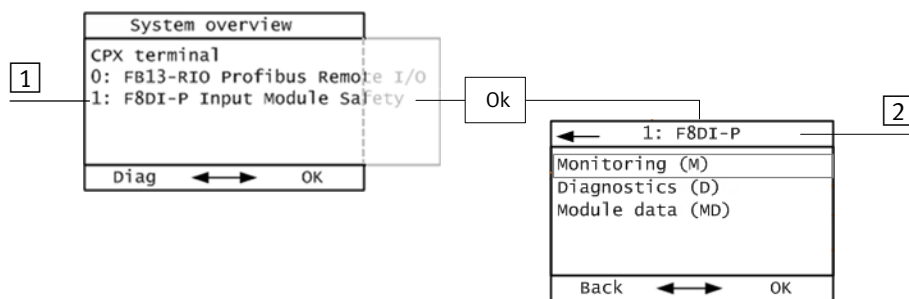 System overview
CPX terminal
0: FB13-RIO Profibus Remote I/O
1: F8DI-P Input Module Safety
Diag OK
1
Ok
2
1: F8DI-P
Monitoring (M)
Diagnostics (D)
Module data (MD)
Back OK